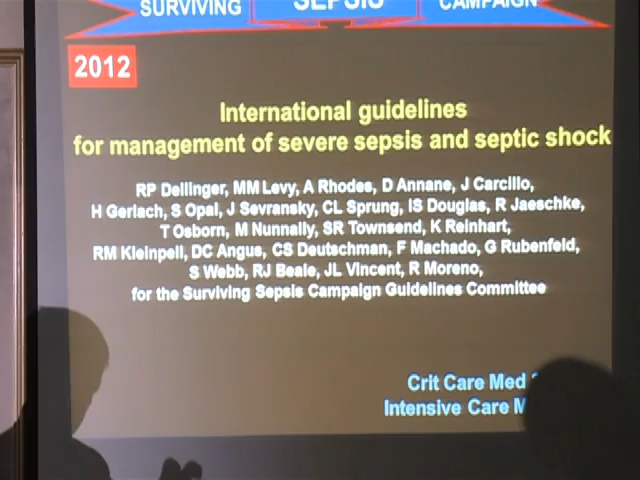 SURVIVING SEPSIS CAMPAIGN
2012
International guidelines
for management of severe sepsis and septic shock
RP Dellinger, MM Levy, A Rhodes, D Annane, J Carcillo,
H Gerlach, S Opal, J Sevransky, CL Sprung, IS Douglas, R Jaeschke,
T Osborn, M Nunnally, SR Townsend, K Reinhart,
RM Kleinpell, DC Angus, CS Deutschman, F Machado, G Rubenfeld,
S Webb, RJ Beale, JL Vincent, R Moreno,
for the Surviving Sepsis Campaign Guidelines Committee
Crit Care Med
Intensive Care